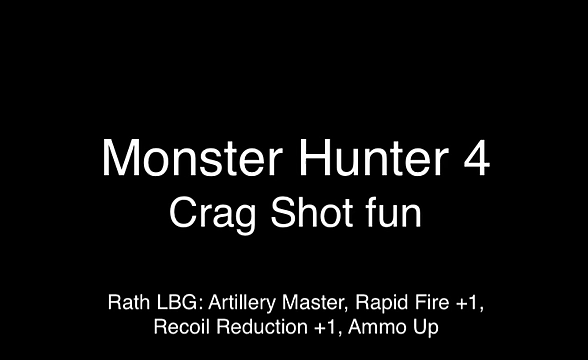 Monster Hunter 4
Crag Shot fun
Rath LBG: Artillery Master, Rapid Fire +1,
Recoil Reduction +1, Ammo Up